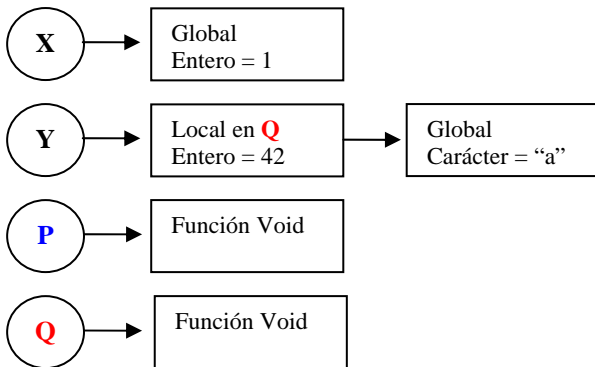 X
Global
Entero = 1
Y
Local en Q
Entero = 42
Global
Carácter = “a”
P
Función Void
Q
Función Void